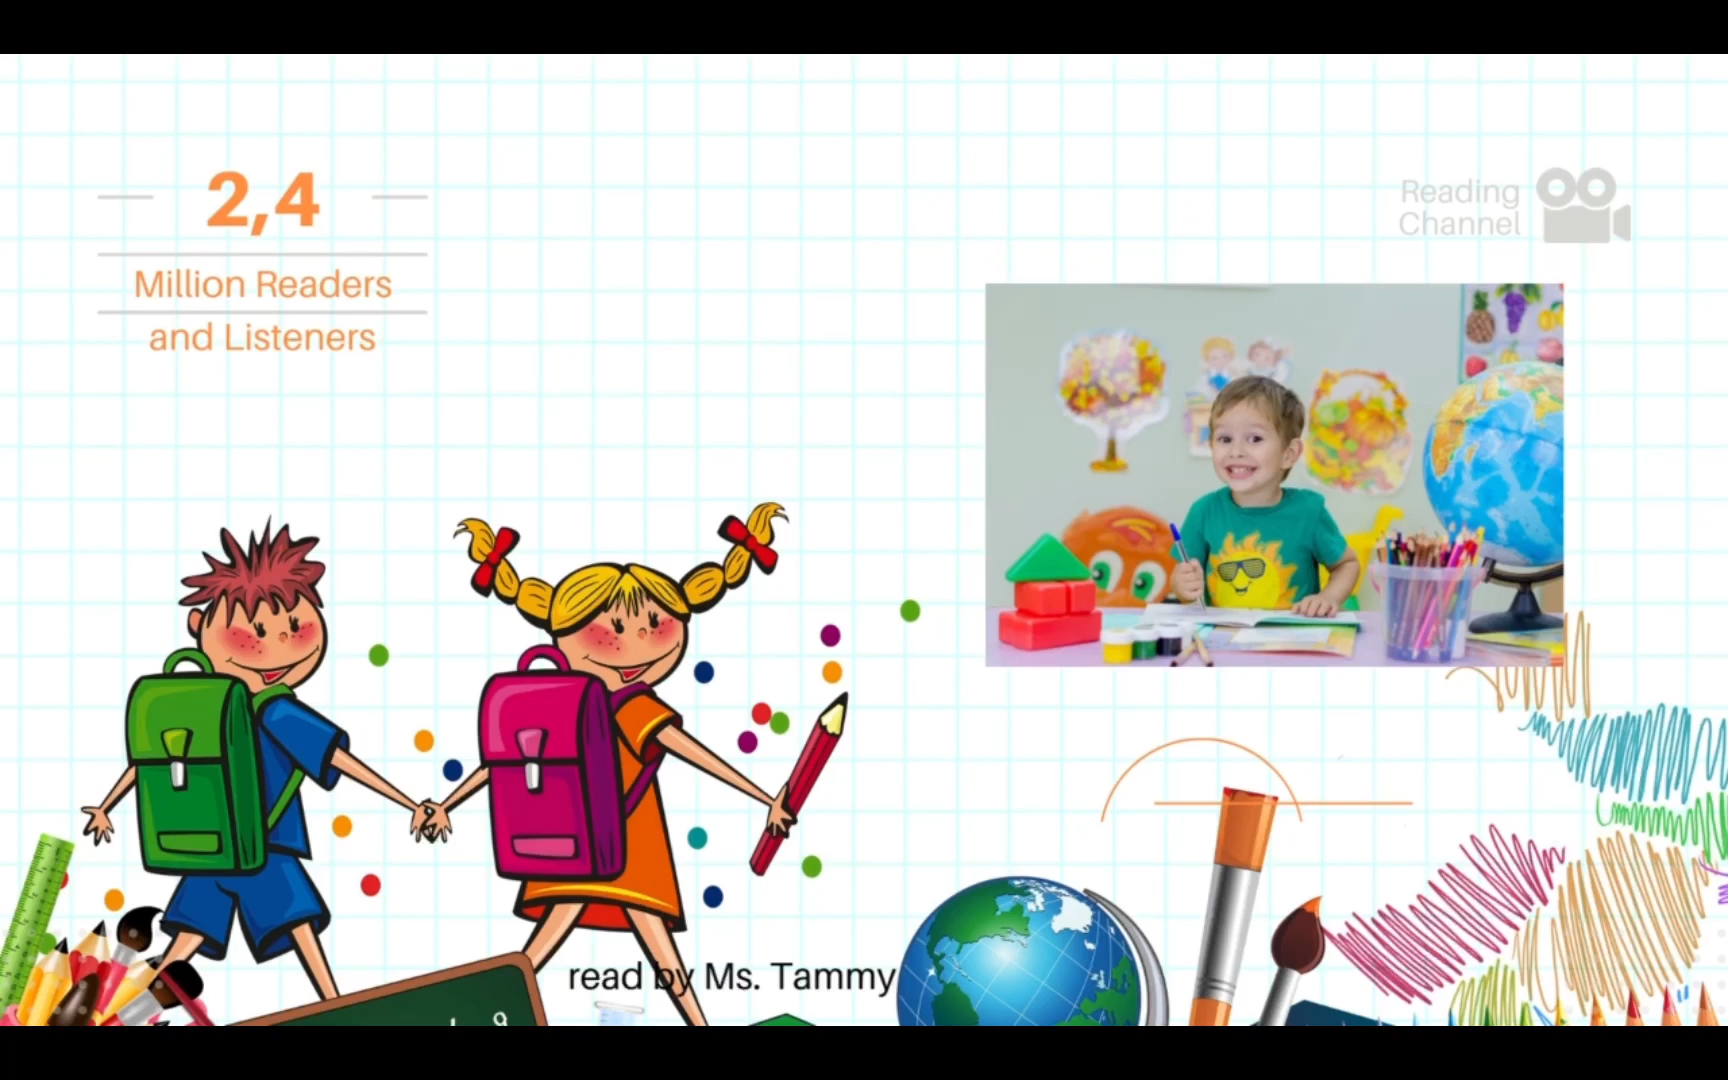 2,4
Million Readers
and Listeners
Reading
Channel
read by Ms. Tammy